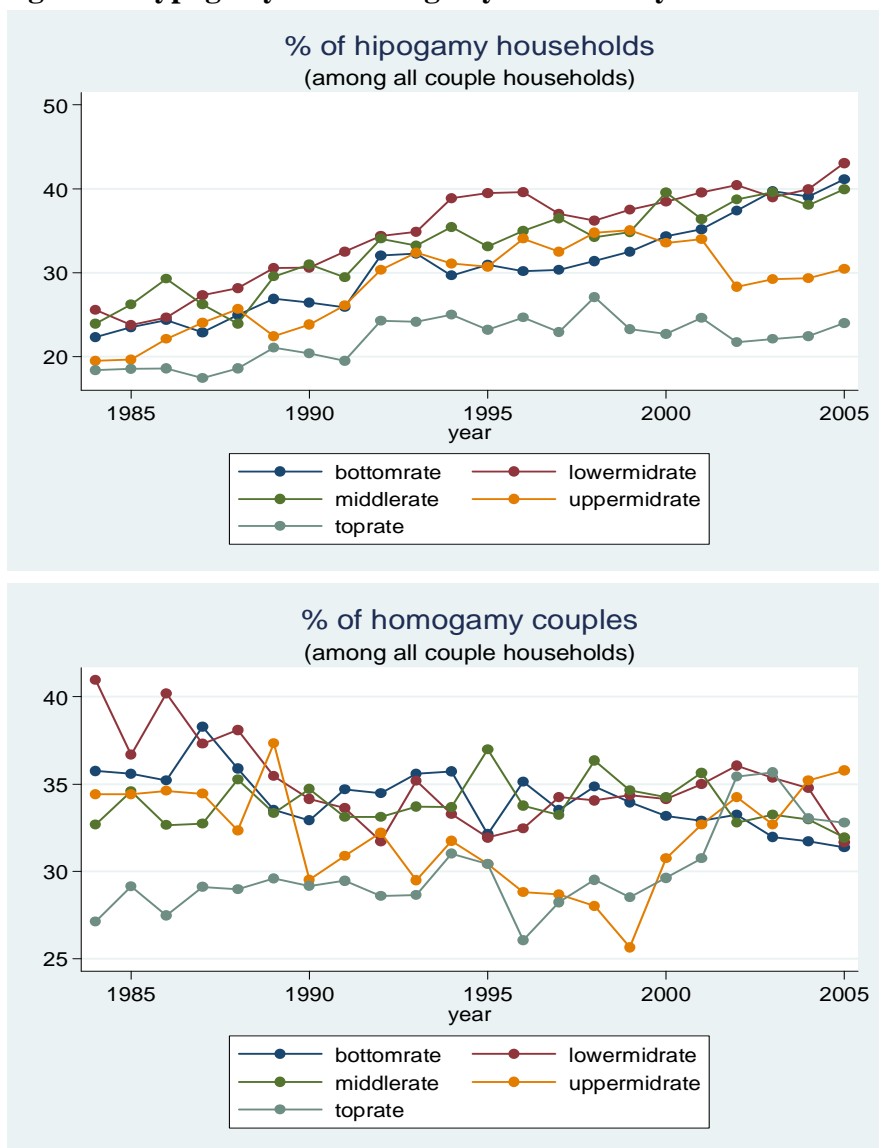 % of hipogamy households
(among all couple households)
50
40
30
20
1985 1990 1995 2000 2005
year
bottomrate lowermidrate
middlerate uppermidrate
toprate
% of homogamy couples
(among all couple households)
40
35
30
25
1985 1990 1995 2000 2005
year
bottomrate lowermidrate
middlerate uppermidrate
toprate